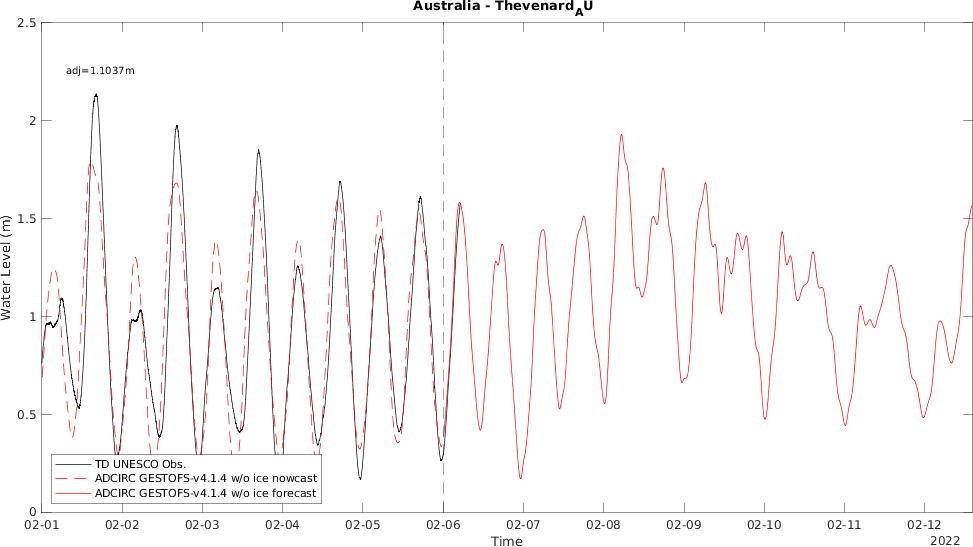 Australia - Thevenard_AU
adj=1.1037m
Water Level (m)
2.5
2
1.5
1
0.5
0
TD UNESCO Obs.
ADCIRC GESTOFS-v4.1.4 w/o ice nowcast
ADCIRC GESTOFS-v4.1.4 w/o ice forecast
02-01 02-02 02-03 02-04 02-05 02-06 02-07 02-08 02-09 02-10 02-11 02-12
Time
2022